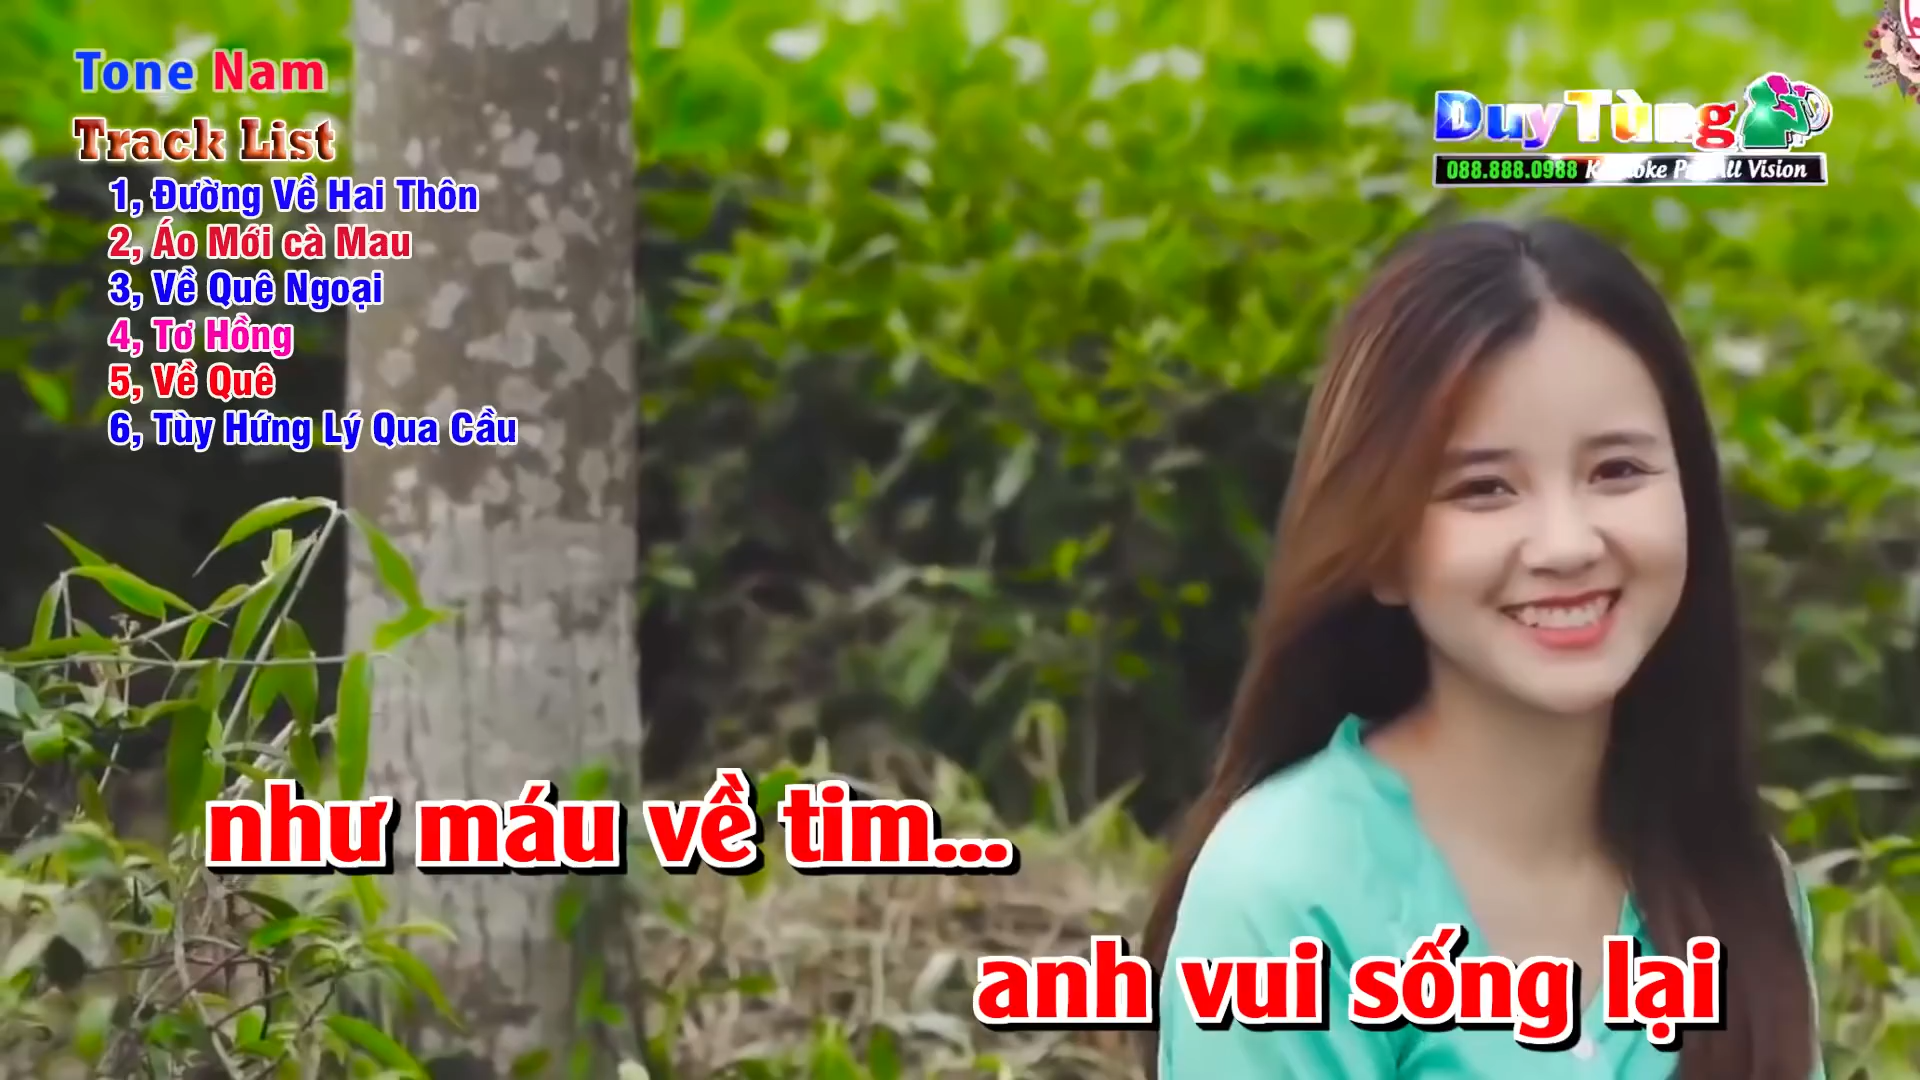 Tone Nam
Track List
1, Đường Về Hai Thôn
2, Áo Mới cà Mau
3, Về Quê Ngoại
4, Tơ Hồng
5, Về Quê
6, Tùy Hứng Lý Qua Cầu
Duy Tùng
088.888.0988 All Vision
như máu về tim...
anh vui sống lại